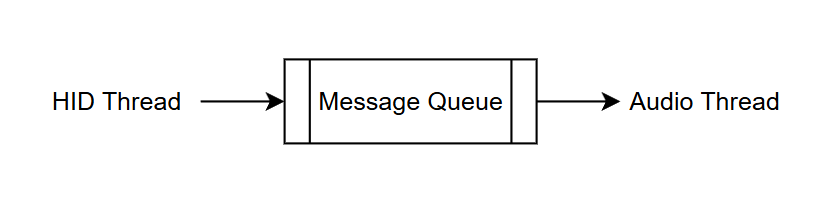 HID Thread
Message Queue
Audio Thread